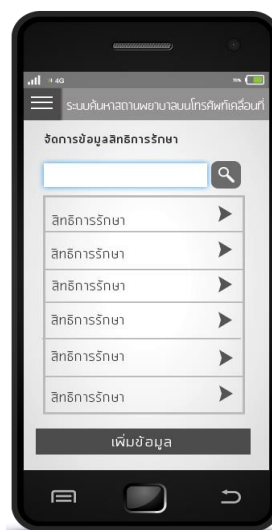 4G
ระบบค้นหาสถานพยาบาลบนโทรศัพท์เคลื่อนที่
จัดการข้อมูลสิทธิการรักษา
สิทธิการรักษา
สิทธิการรักษา
สิทธิการรักษา
สิทธิการรักษา
สิทธิการรักษา
สิทธิการรักษา
เพิ่มข้อมูล